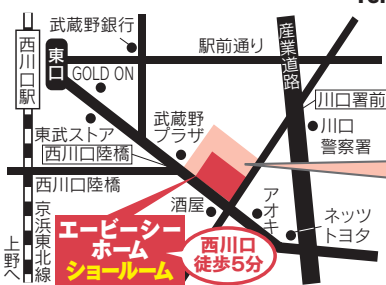 武蔵野銀行
駅前通り
産業道路
西川口駅
東口
GOLD ON
川口署前
東武ストア
武蔵野
プラザ
川口
警察署
西川口陸橋
西川口陸橋
京浜東北線
上野へ
酒屋
アオキ
ネッツ
トヨタ
エービーシー
ホーム
ショールーム
西川口
徒歩5分